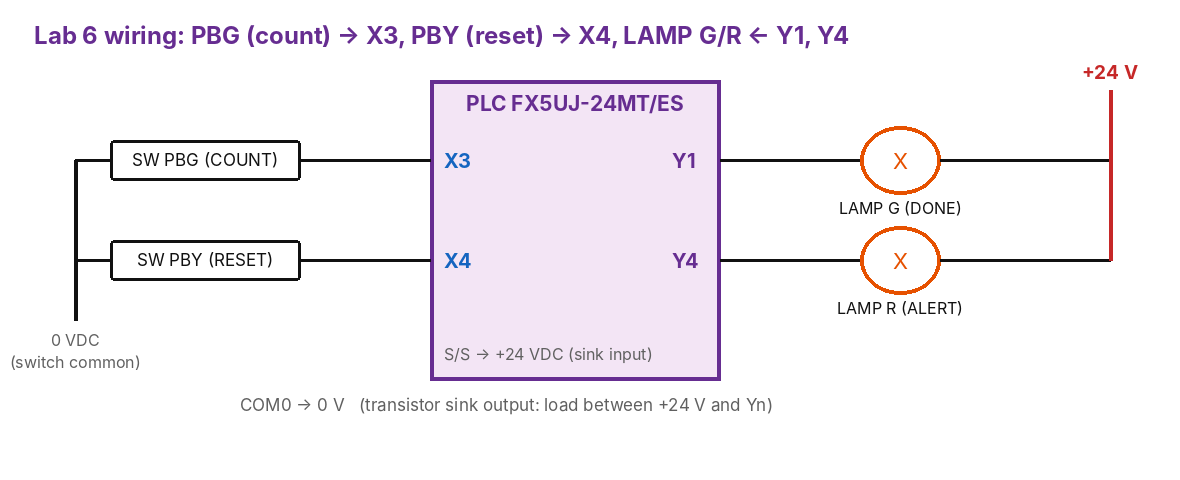 Lab 6 wiring: PBG (count) → X3, PBY (reset) → X4, LAMP G/R ← Y1, Y4
+24 V
PLC FX5UJ-24MT/ES
SW PBG (COUNT)
X3
Y1
X
LAMP G (DONE)
SW PBY (RESET)
X4
Y4
X
LAMP R (ALERT)
0 VDC
(switch common)
S/S → +24 VDC (sink input)
COM0 → 0 V (transistor sink output: load between +24 V and Yn)